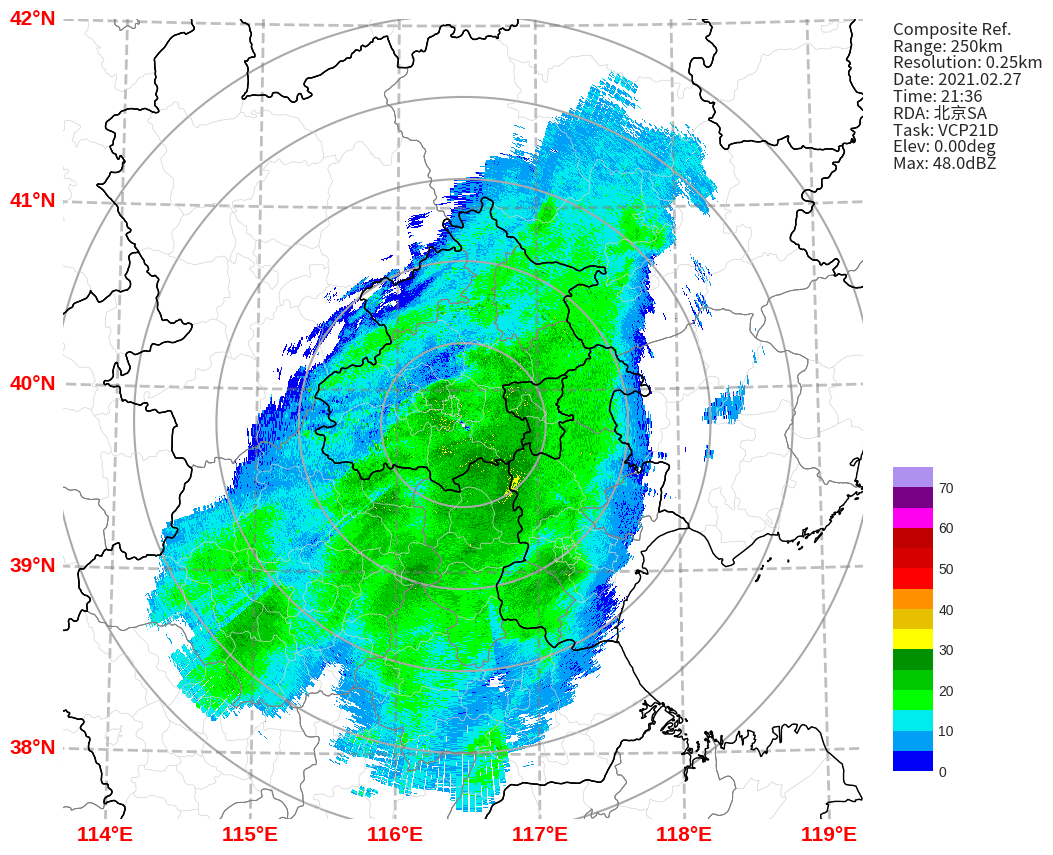 42°N
41°N
40°N
39°N
38°N
114°E
115°E
116°E
117°E
118°E
119°E
Composite Ref.
Range: 250km
Resolution: 0.25km
Date: 2021.02.27
Time: 21:36
RDA: 北京SA
Task: VCP21D
Elev: 0.00deg
Max: 48.0dBZ
70
60
50
40
30
20
10
0